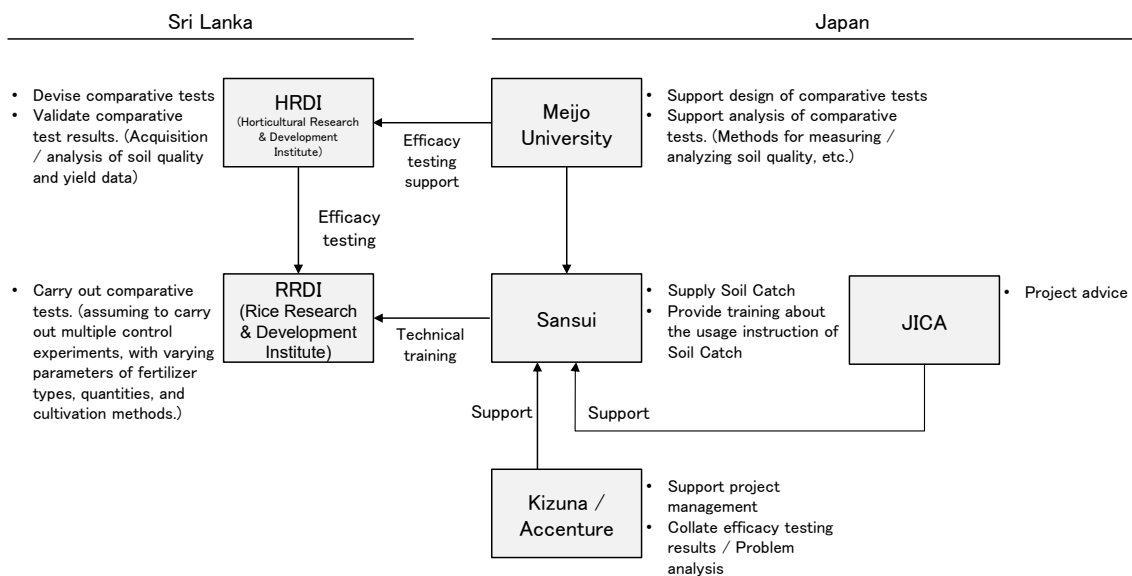 Sri Lanka
Japan
• Devise comparative tests
• Validate comparative
test results. (Acquisition
/ analysis of soil quality
and yield data)
HRDI
(Horticultural Research
& Development
Institute)
Efficacy
testing
support
Meijo
University
• Support design of comparative tests
• Support analysis of comparative
tests. (Methods for measuring /
analyzing soil quality, etc.)
Efficacy
testing
• Carry out comparative
tests. (assuming to carry
out multiple control
experiments, with varying
parameters of fertilizer
types, quantities, and
cultivation methods.)
RRDI
(Rice Research
& Development
Institute)
Technical
training
Sansui
• Supply Soil Catch
• Provide training about
the usage instruction of
Soil Catch
JICA
• Project advice
Support
Support
Kizuna /
Accenture
• Support project
management
• Collate efficacy testing
results / Problem
analysis